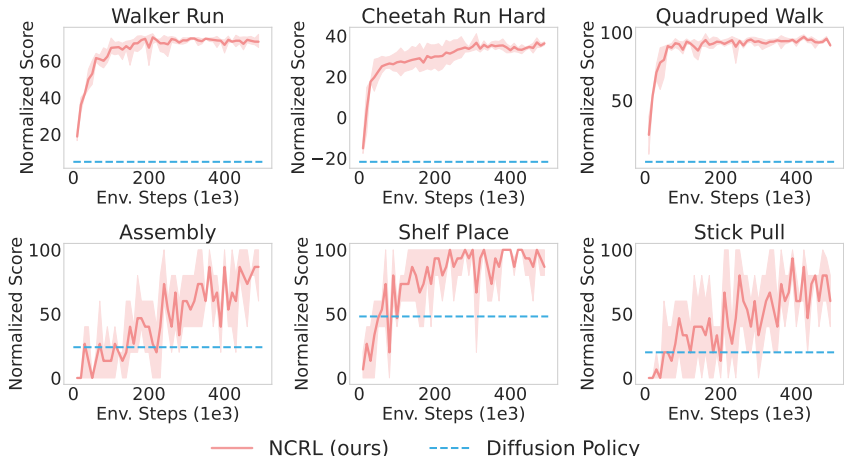 Walker Run
Normalized Score
60
40
20
0 200 400
Env. Steps (1e3)
Cheetah Run Hard
Normalized Score
40
20
0
−20
0 200 400
Env. Steps (1e3)
Quadruped Walk
Normalized Score
100
50
0 200 400
Env. Steps (1e3)
Assembly
Normalized Score
100
50
0
0 200 400
Env. Steps (1e3)
Shelf Place
Normalized Score
100
50
0
0 200 400
Env. Steps (1e3)
Stick Pull
Normalized Score
100
50
0
0 200 400
Env. Steps (1e3)
NCRL (ours) Diffusion Policy